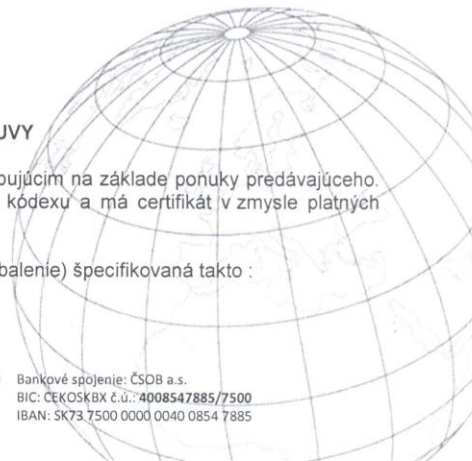 UVY
pujúcim na základe ponuky predávajúceho.
kódexu a má certifikát v zmysle platných
balenie) špecifikovaná takto :
Bankové spojenie: ČSOB a.s.
BIC: CEKOSKBX č.ú.: 4008547885/7500
IBAN: SK73 7500 0000 0040 0854 7885